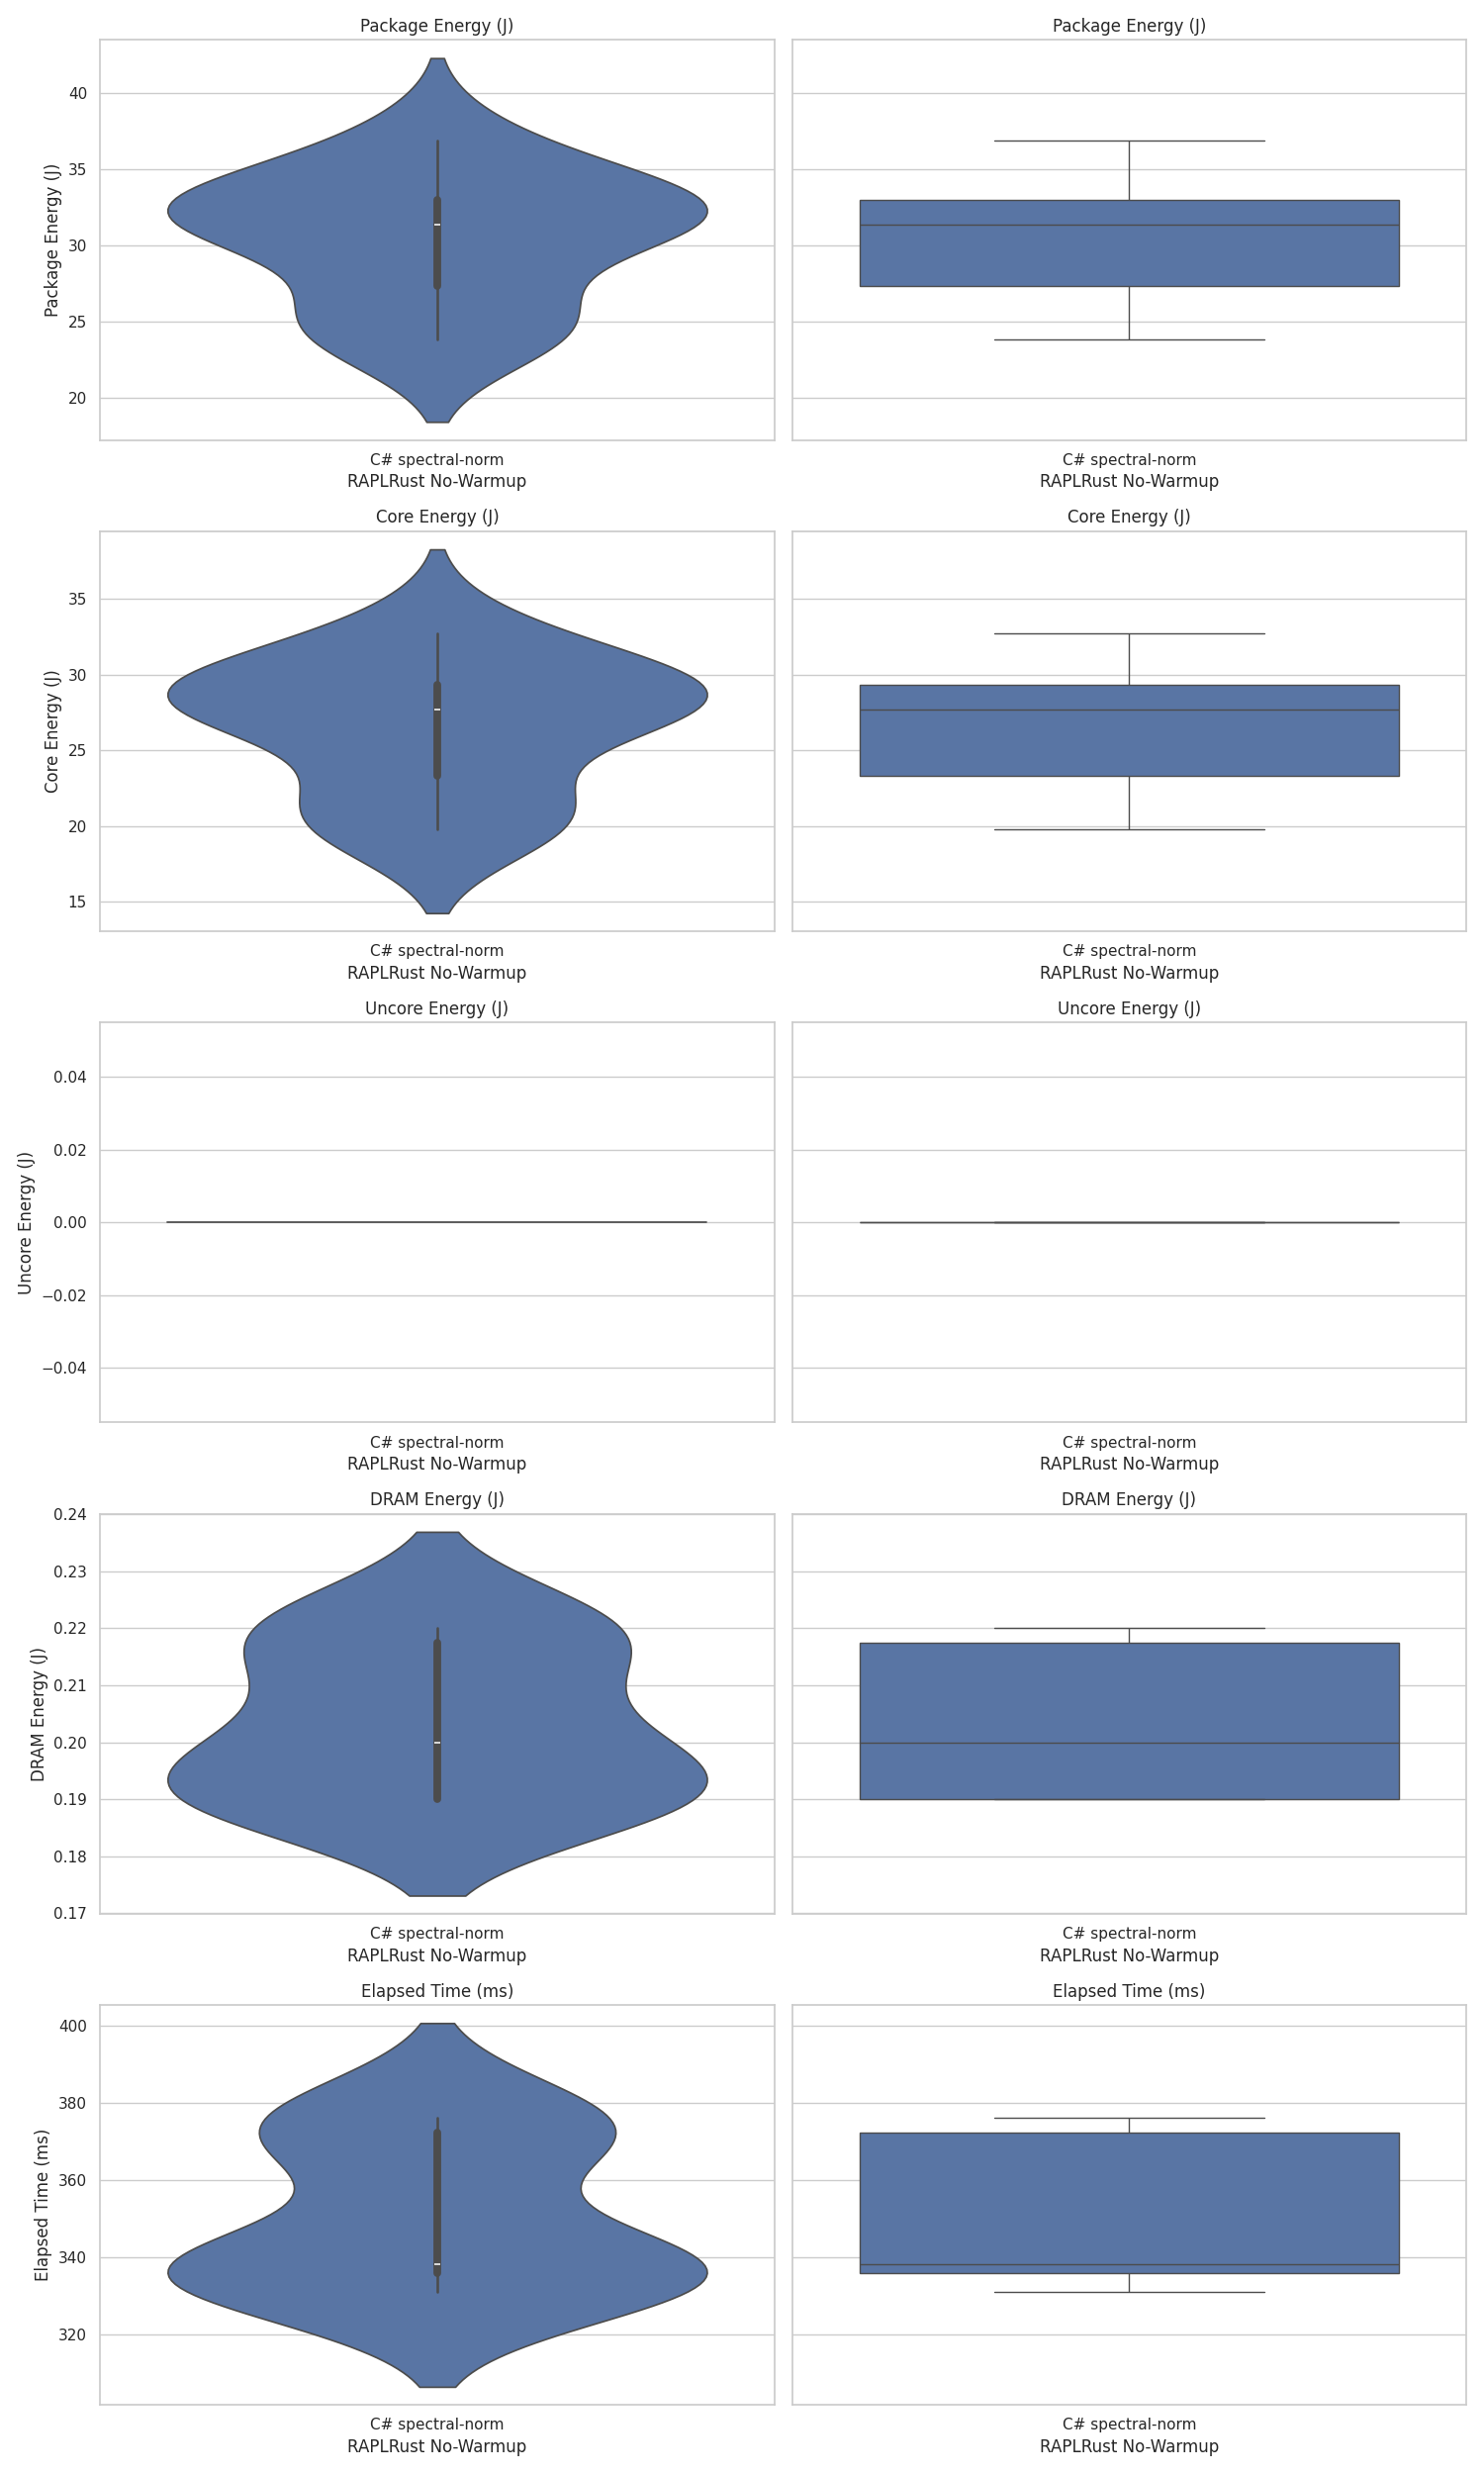 Package Energy (J)
Package Energy (J)
Package Energy (J)
40
35
30
25
20
C# spectral-norm
RAPLRust No-Warmup
C# spectral-norm
RAPLRust No-Warmup
Core Energy (J)
Core Energy (J)
Core Energy (J)
35
30
25
20
15
C# spectral-norm
RAPLRust No-Warmup
C# spectral-norm
RAPLRust No-Warmup
Uncore Energy (J)
Uncore Energy (J)
Uncore Energy (J)
0.04
0.02
0.00
−0.02
−0.04
C# spectral-norm
RAPLRust No-Warmup
C# spectral-norm
RAPLRust No-Warmup
DRAM Energy (J)
DRAM Energy (J)
DRAM Energy (J)
0.24
0.23
0.22
0.21
0.20
0.19
0.18
0.17
C# spectral-norm
RAPLRust No-Warmup
C# spectral-norm
RAPLRust No-Warmup
Elapsed Time (ms)
Elapsed Time (ms)
Elapsed Time (ms)
400
380
360
340
320
C# spectral-norm
RAPLRust No-Warmup
C# spectral-norm
RAPLRust No-Warmup